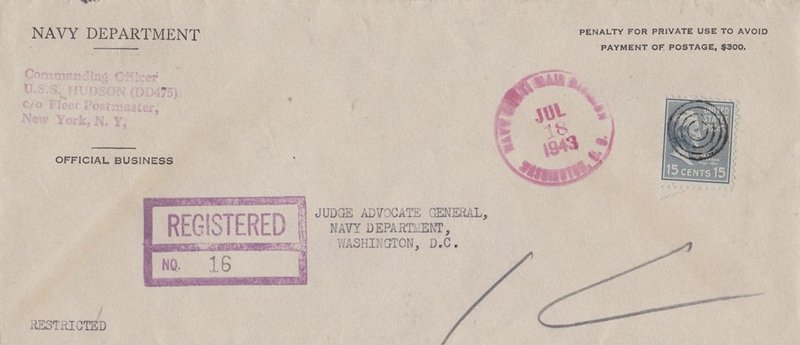 NAVY DEPARTMENT
PENALTY FOR PRIVATE USE TO AVOID
PAYMENT OF POSTAGE, $300.
Commanding Officer
U.S.S. HUDSON (DD475)
c/o Fleet Postmaster,
New York, N. Y,
OFFICIAL BUSINESS
NAVY
JUL
18
1943
WASHINGTON, D. C.
15 CENTS 15
REGISTERED
NO. 16
JUDGE ADVOCATE GENERAL,
NAVY DEPARTMENT,
WASHINGTON, D.C.
RESTRICTED